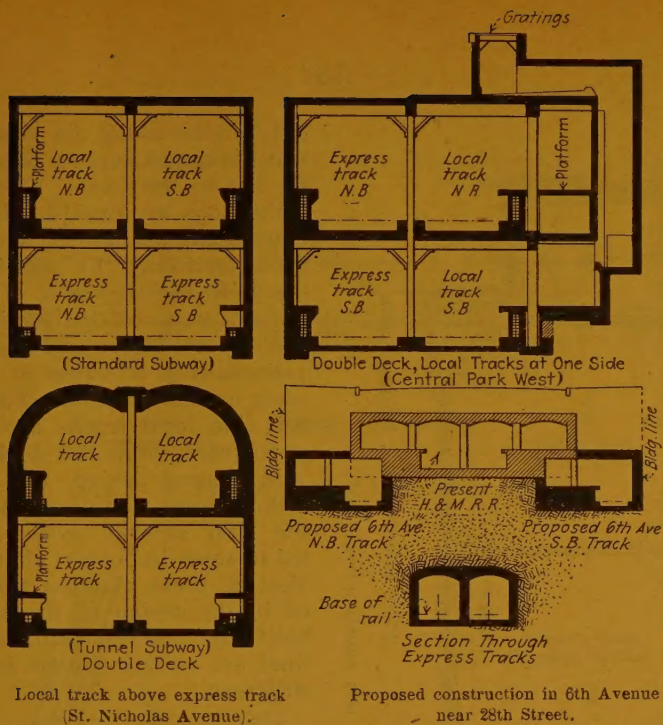 Gratings
Platform
Local
track
N.B
Local
track
S.B
Express
track
N.B
Express
track
S B
(Standard Subway)
Express
track
N.B
Local
track
N B
Platform
Express
track
S.B.
Local
track
S.B
Double Deck, Local Tracks at One Side
(Central Park West)
Local
track
Local
track
Platform
Express
track
Express
track
(Tunnel Subway)
Double Deck
Bldg. line
Bldg. line
Present
H. & M. R. R.
Proposed 6th Ave.
N.B. Track
Proposed 6th Ave
S.B. Track
Base of
rail
Section Through
Express Tracks
Local track above express track
(St. Nicholas Avenue).
Proposed construction in 6th Avenue
near 28th Street.